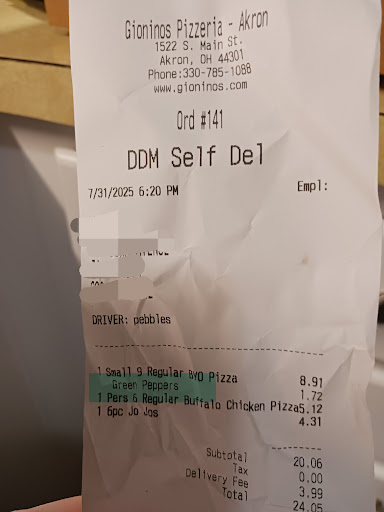 Gioninos Pizzeria - Akron
1522 S. Main St.
Akron, OH 44301
Phone:330-785-1088
www.gioninos.com
Ord #141
DDM Self Del
7/31/2025 6:20 PM Empl:
DRIVER: pebbles
1 Small 9 Regular BYO Pizza 8.91
Green Peppers 1.72
1 Pers 6 Regular Buffalo Chicken Pizza5.12
1 6pc Jo Jos 4.31
Subtotal 20.06
Tax 0.00
Delivery Fee 3.99
Total 24.05